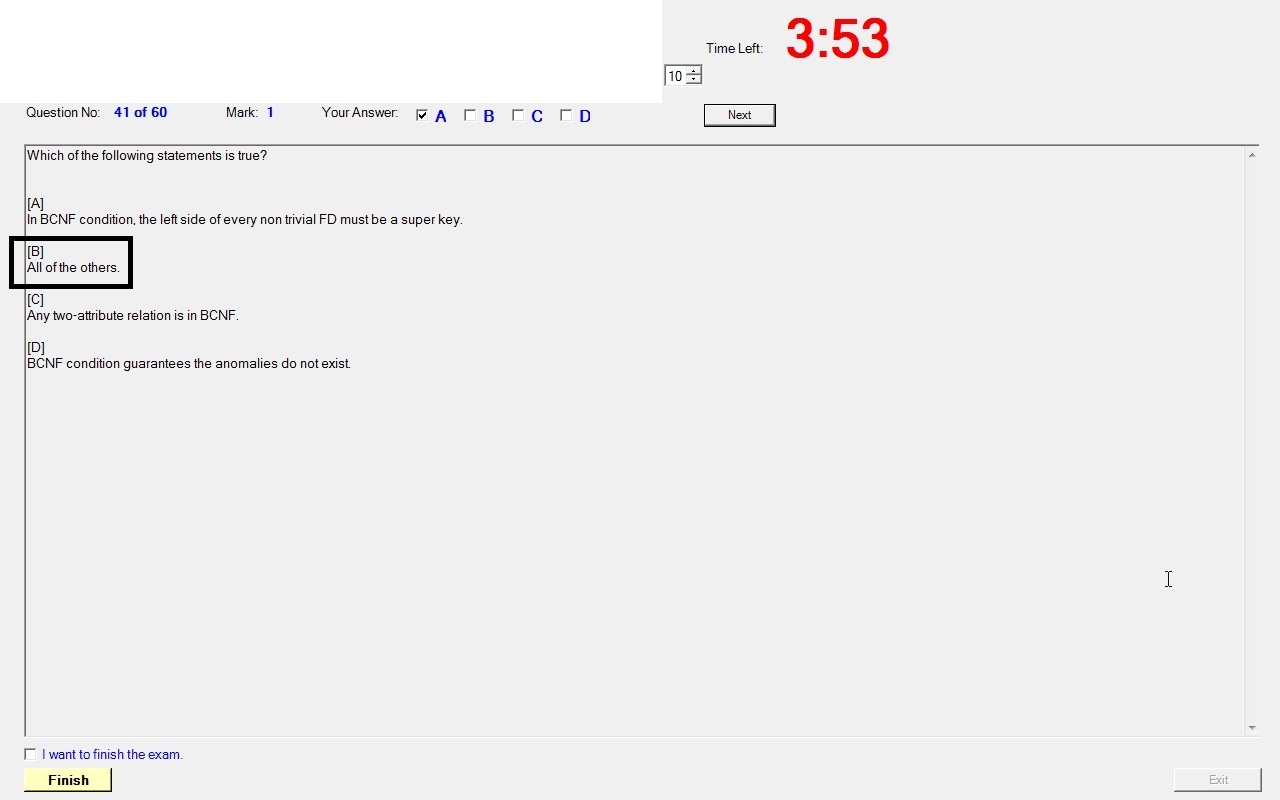 Time Left: 3:53
10
Question No: 41 of 60 Mark: 1 Your Answer: A B C D Next
Which of the following statements is true?
[A]
In BCNF condition, the left side of every non trivial FD must be a super key.
[B]
All of the others.
[C]
Any two-attribute relation is in BCNF.
[D]
BCNF condition guarantees the anomalies do not exist.
I want to finish the exam.
Finish Exit